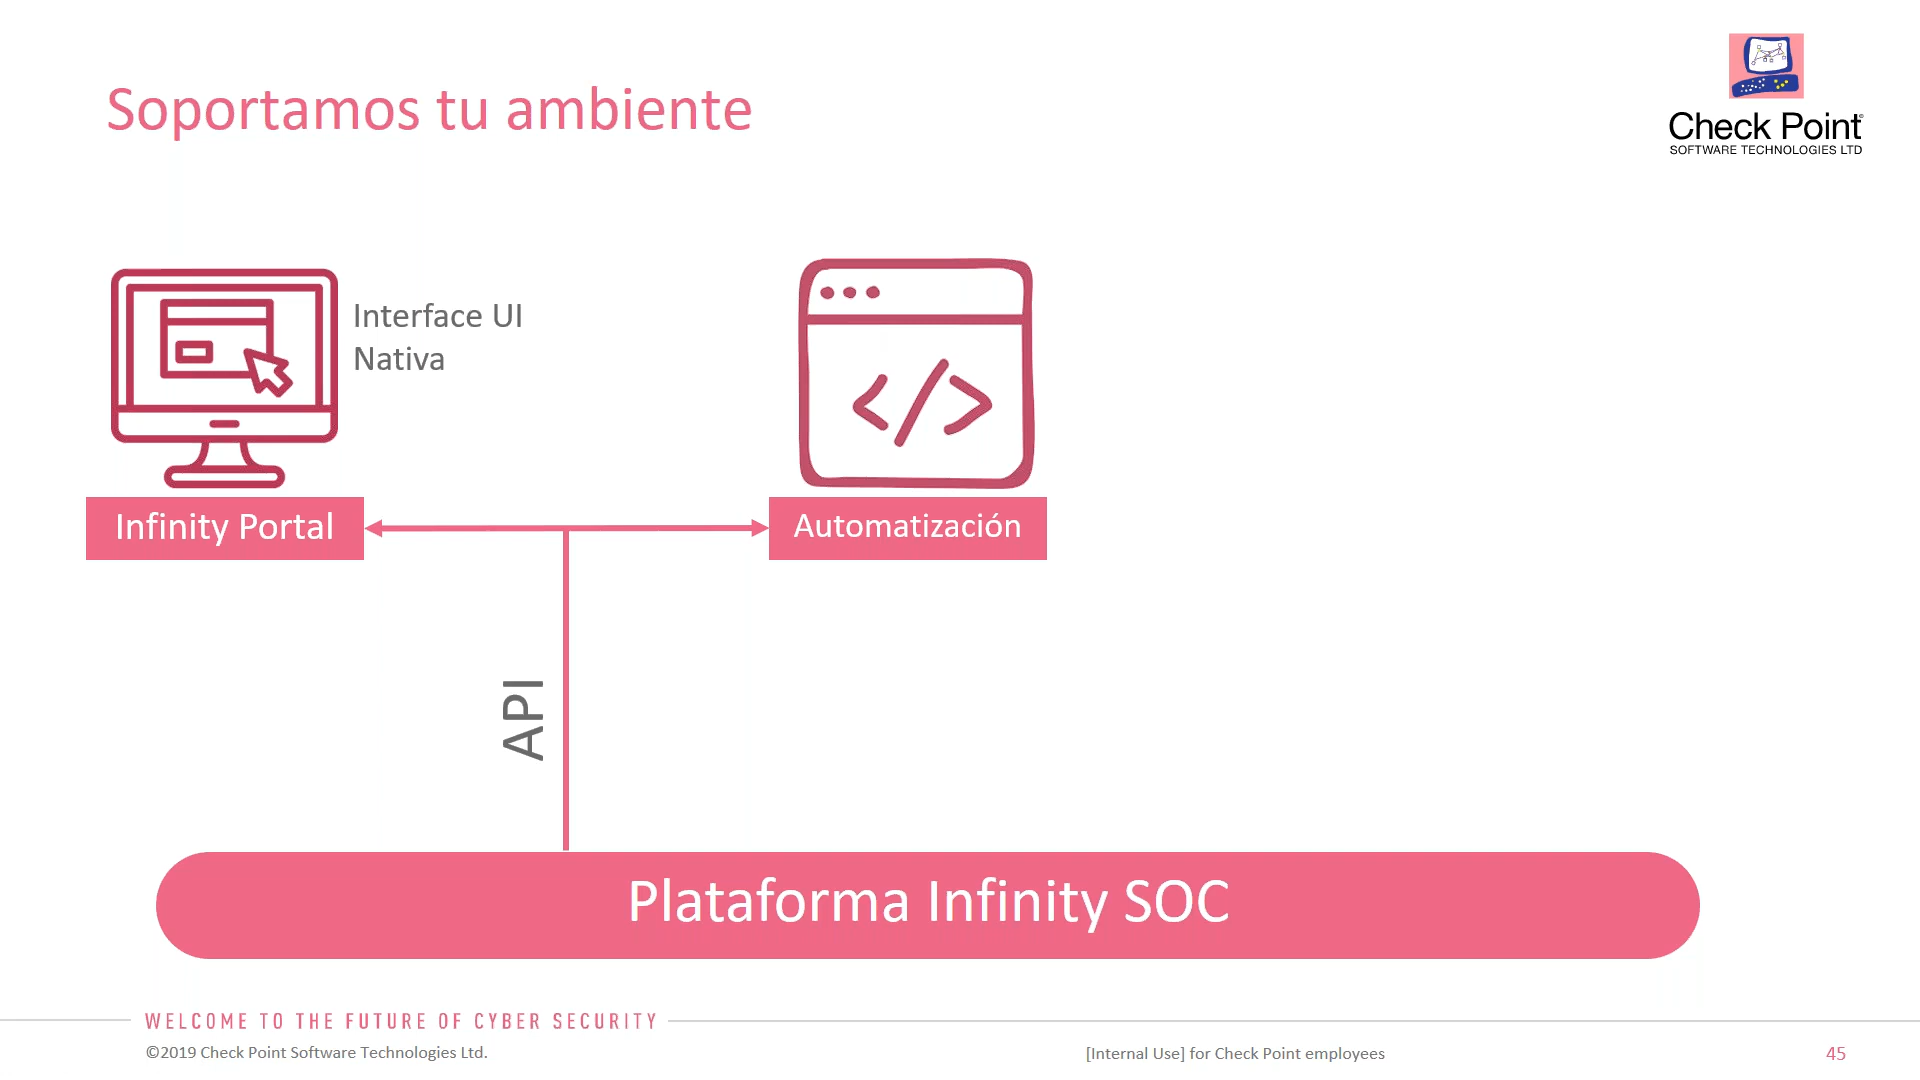 Soportamos tu ambiente
Check Point
SOFTWARE TECHNOLOGIES LTD
Interface UI
Nativa
</>
Infinity Portal
Automatización
API
Plataforma Infinity SOC
WELCOME TO THE FUTURE OF CYBER SECURITY
©2019 Check Point Software Technologies Ltd.
[Internal Use] for Check Point employees
45